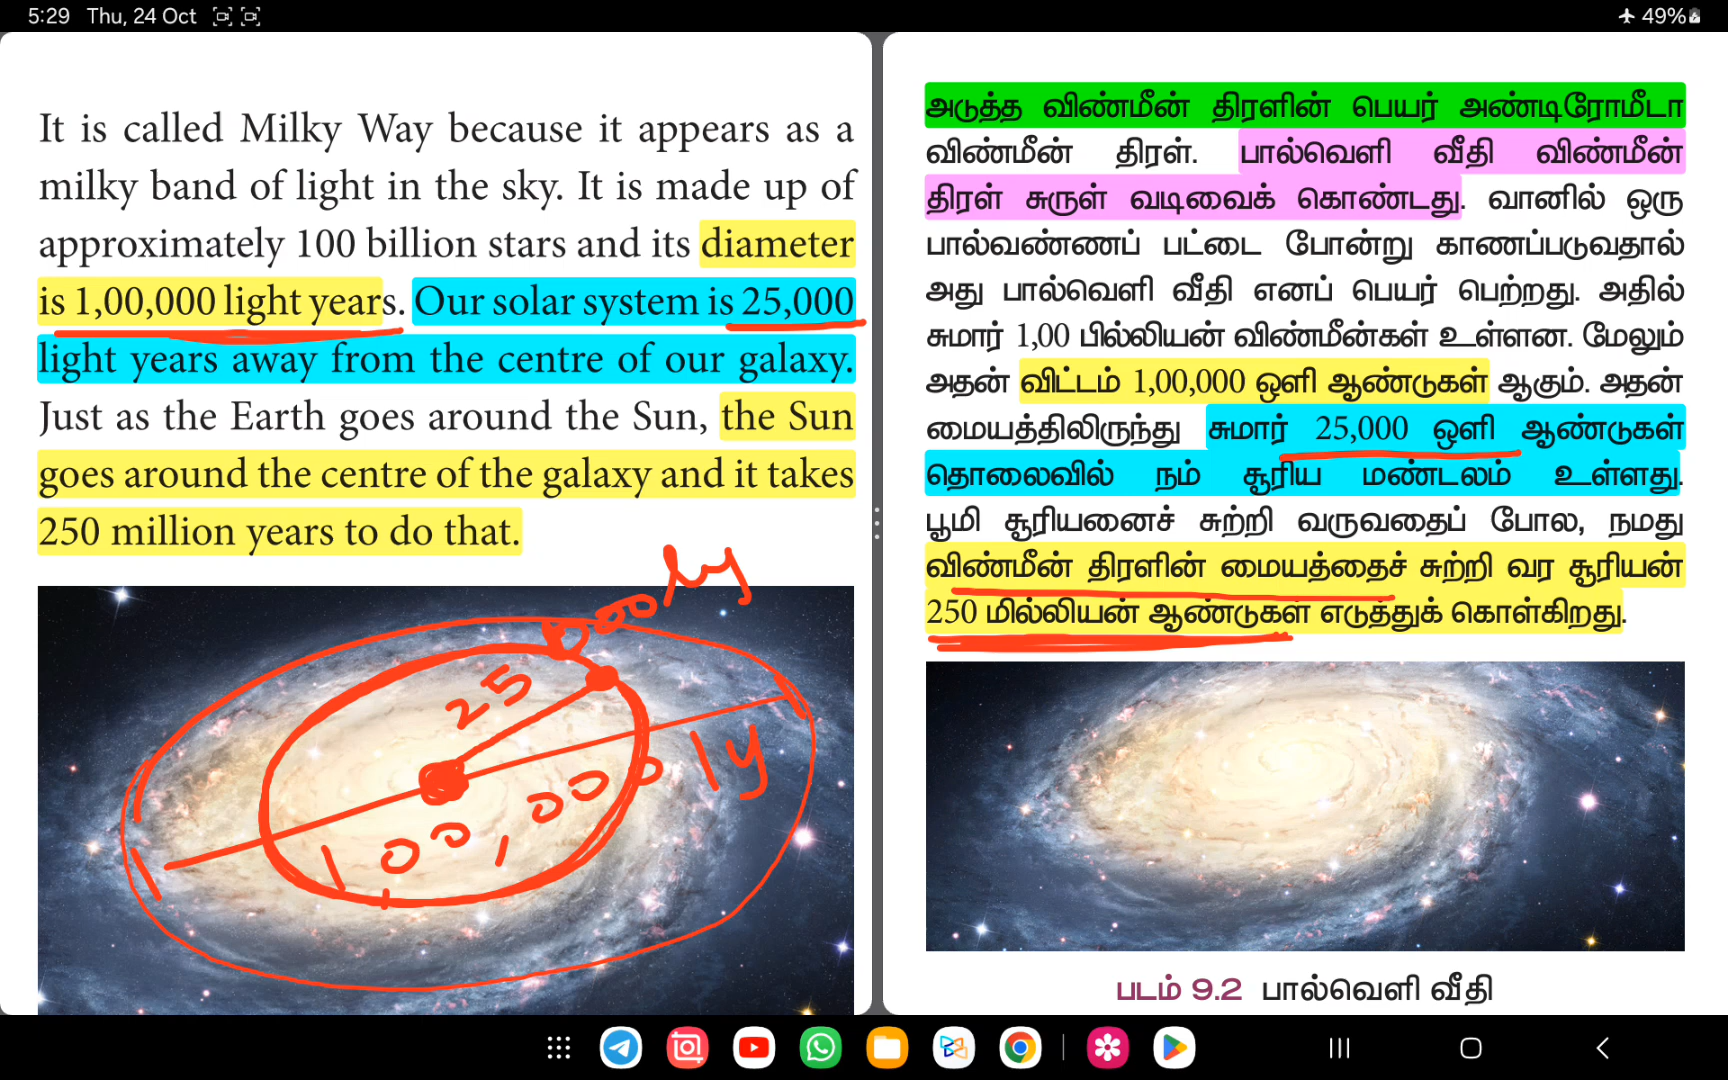 5:29 Thu, 24 Oct
49%
It is called Milky Way because it appears as a
milky band of light in the sky. It is made up of
approximately 100 billion stars and its diameter
is 1,00,000 light years. Our solar system is 25,000
light years away from the centre of our galaxy.
Just as the Earth goes around the Sun, the Sun
goes around the centre of the galaxy and it takes
250 million years to do that.
25 000 ly
1,00,000 ly
அடுத்த விண்மீன் திரளின் பெயர் அண்டிரோமீடா
விண்மீன் திரள். பால்வெளி வீதி விண்மீன்
திரள் சுருள் வடிவைக் கொண்டது. வானில் ஒரு
பால்வண்ணப் பட்டை போன்று காணப்படுவதால்
அது பால்வெளி வீதி எனப் பெயர் பெற்றது. அதில்
சுமார் 1,00 பில்லியன் விண்மீன்கள் உள்ளன. மேலும்
அதன் விட்டம் 1,00,000 ஒளி ஆண்டுகள் ஆகும். அதன்
மையத்திலிருந்து சுமார் 25,000 ஒளி ஆண்டுகள்
தொலைவில் நம் சூரிய மண்டலம் உள்ளது.
பூமி சூரியனைச் சுற்றி வருவதைப் போல, நமது
விண்மீன் திரளின் மையத்தைச் சுற்றி வர சூரியன்
250 மில்லியன் ஆண்டுகள் எடுத்துக் கொள்கிறது.
படம் 9.2 பால்வெளி வீதி